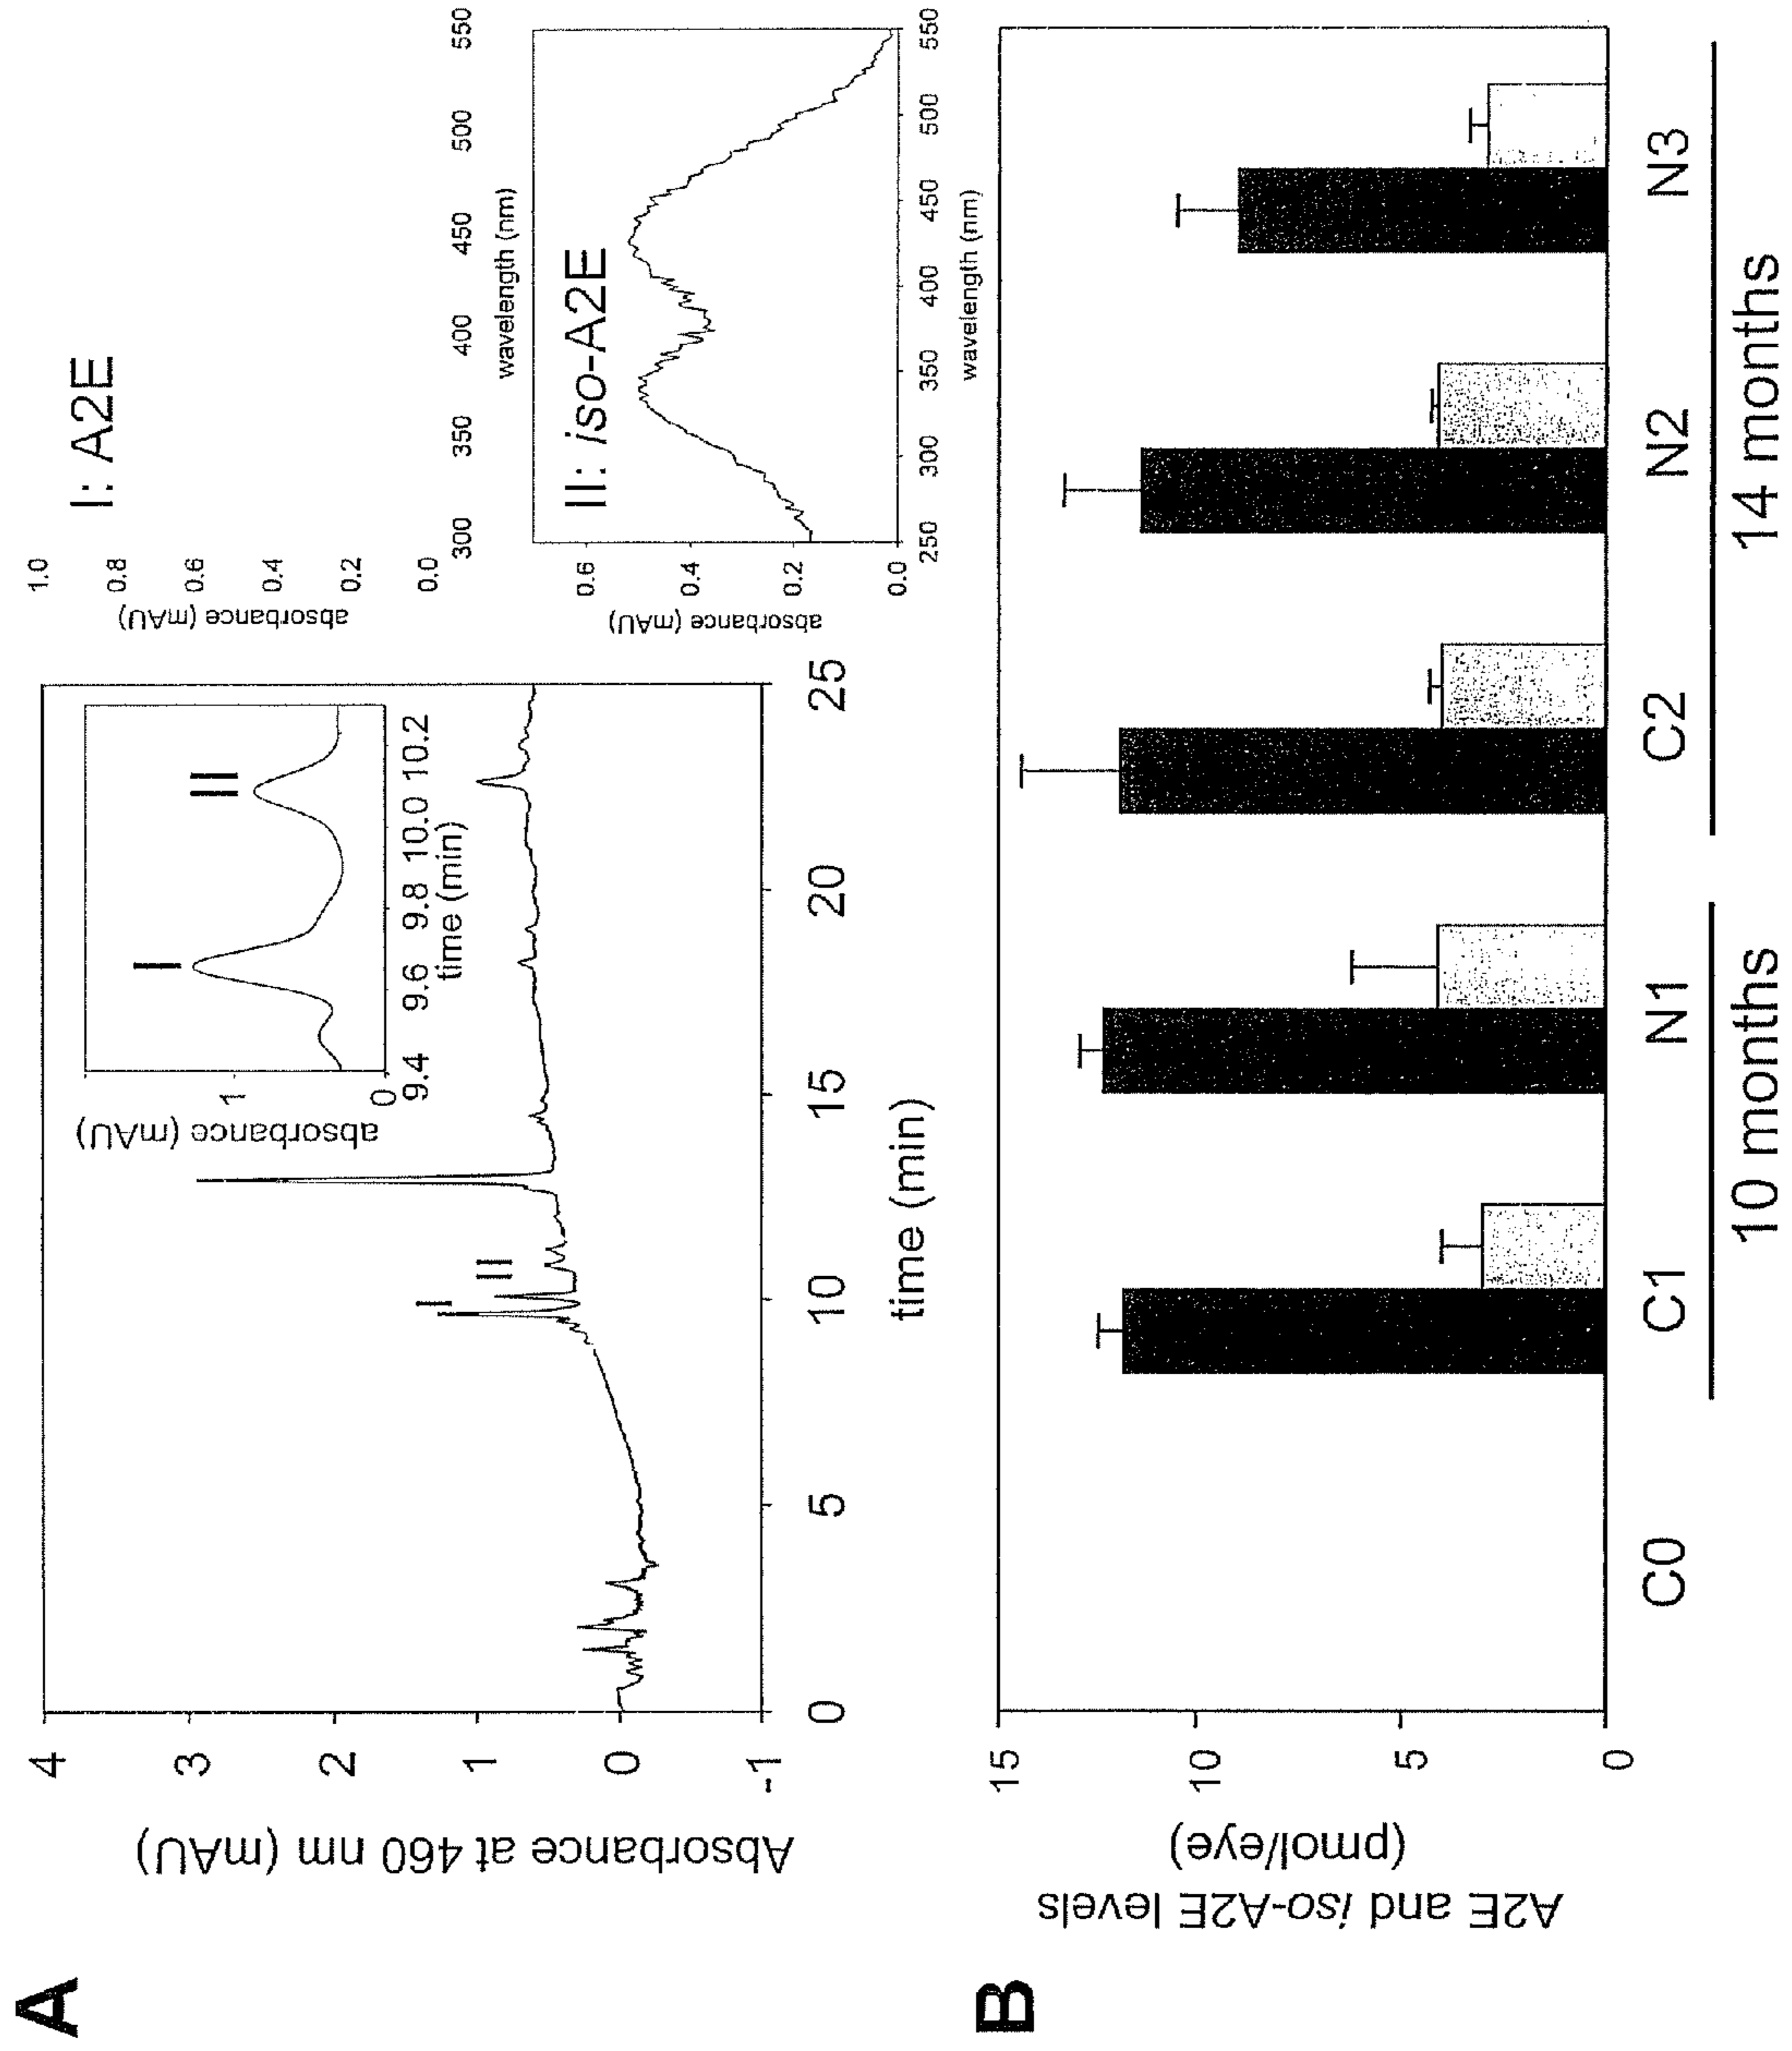 A
Absorbance at 460 nm (mAU)
4
3
2
1
0
-1
0 5 10 15 20 25
time (min)
I
II
absorbance (mAU)
1
0
9.4 9.6 9.8 10.0 10.2
time (min)
I
II
I: A2E
absorbance (mAU)
1.0
0.8
0.6
0.4
0.2
0.0
300 350 400 450 500 550
wavelength (nm)
II: iso-A2E
absorbance (mAU)
0.6
0.4
0.2
0.0
250 300 350 400 450 500 550
wavelength (nm)
B
A2E and iso-A2E levels
(pmol/eye)
15
10
5
0
C0 C1 N1 C2 N2 N3
10 months 14 months